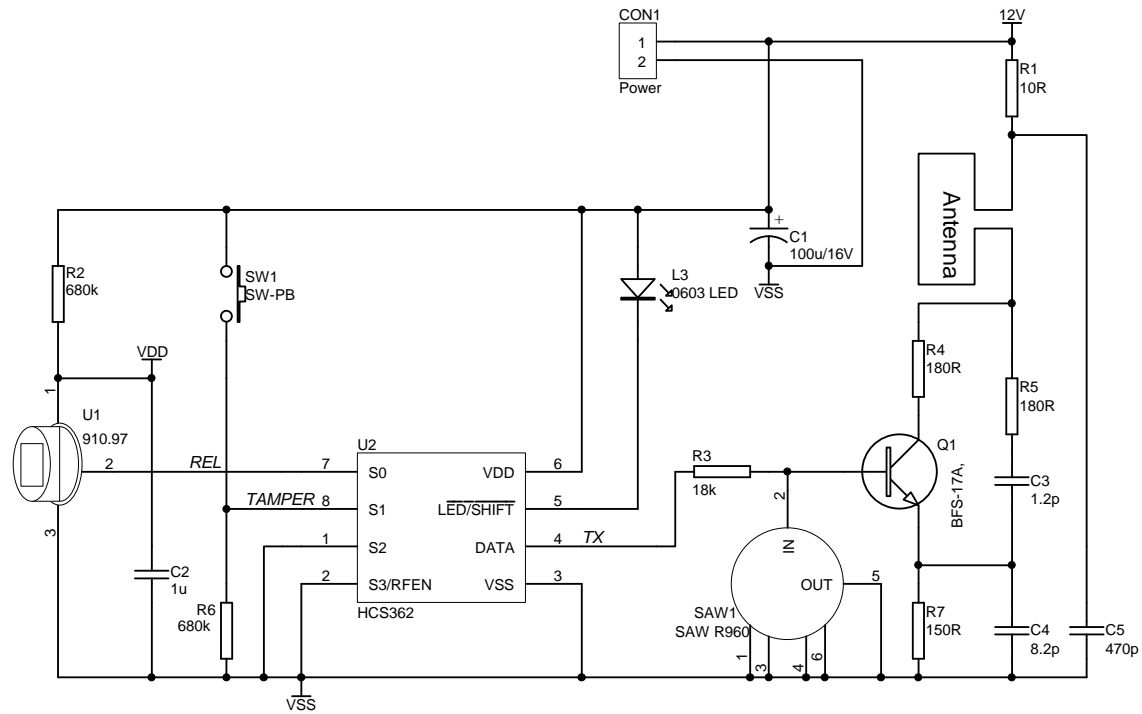 CON1
1
2
Power
12V
R1
10R
Antenna
C1
100u/16V
+
VSS
L3
0603 LED
R2
680k
SW1
SW-PB
VDD
R4
180R
R5
180R
1
U1
910.97
2
3
REL
TAMPER
U2
7
S0
8
S1
1
S2
2
S3/RFEN
VDD
6
LED/SHIFT
5
DATA
4
VSS
3
HCS362
TX
R3
18k
Q1
BFS-17A,
C3
1.2p
2
IN
OUT
5
SAW1
SAW R960
1
3
4
6
C2
1u
R6
680k
R7
150R
C4
8.2p
C5
470p
VSS